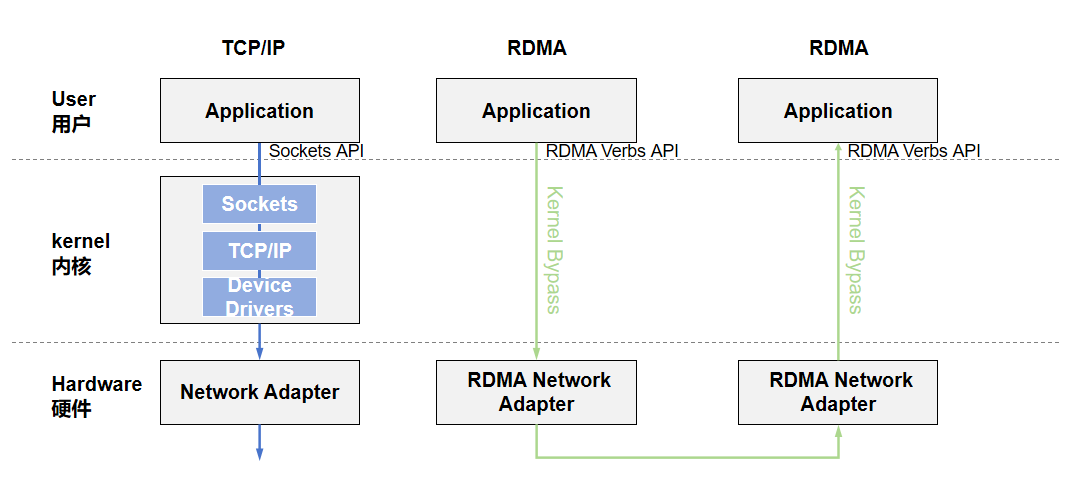 TCP/IP
RDMA
RDMA
User
用户
Application
Application
Application
Sockets API
RDMA Verbs API
RDMA Verbs API
kernel
内核
Sockets
TCP/IP
Device
Drivers
Kernel Bypass
Kernel Bypass
Hardware
硬件
Network Adapter
RDMA Network
Adapter
RDMA Network
Adapter